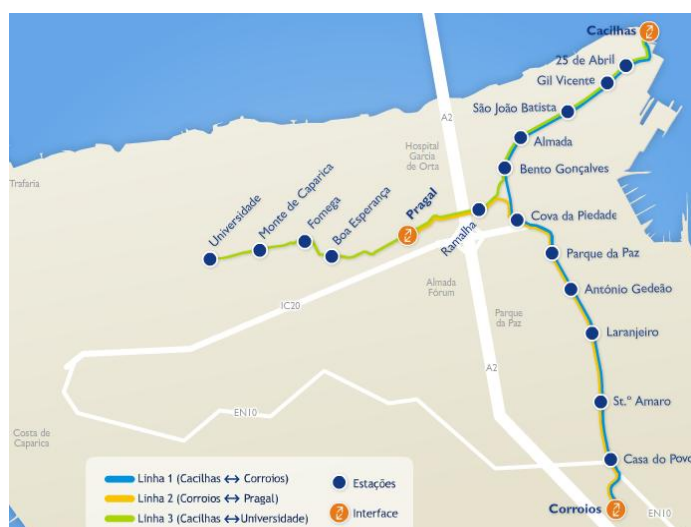 Cacilhas
25 de Abril
Gil Vicente
São João Batista
A2
Almada
Hospital
Garcia
de Orta
Bento Gonçalves
Trafaria
Universidade
Monte de Caparica
Fomega
Boa Esperança
Pragal
Ramalha
Cova da Piedade
Parque da Paz
António Gedeão
Almada
Fórum
Parque
da Paz
IC20
Laranjeiro
A2
St.º Amaro
EN10
Costa de
Caparica
Casa do Povo
Linha 1 (Cacilhas ↔ Corroios)
Linha 2 (Corroios ↔ Pragal)
Linha 3 (Cacilhas ↔Universidade)
Estações
Interface
Corroios
EN10